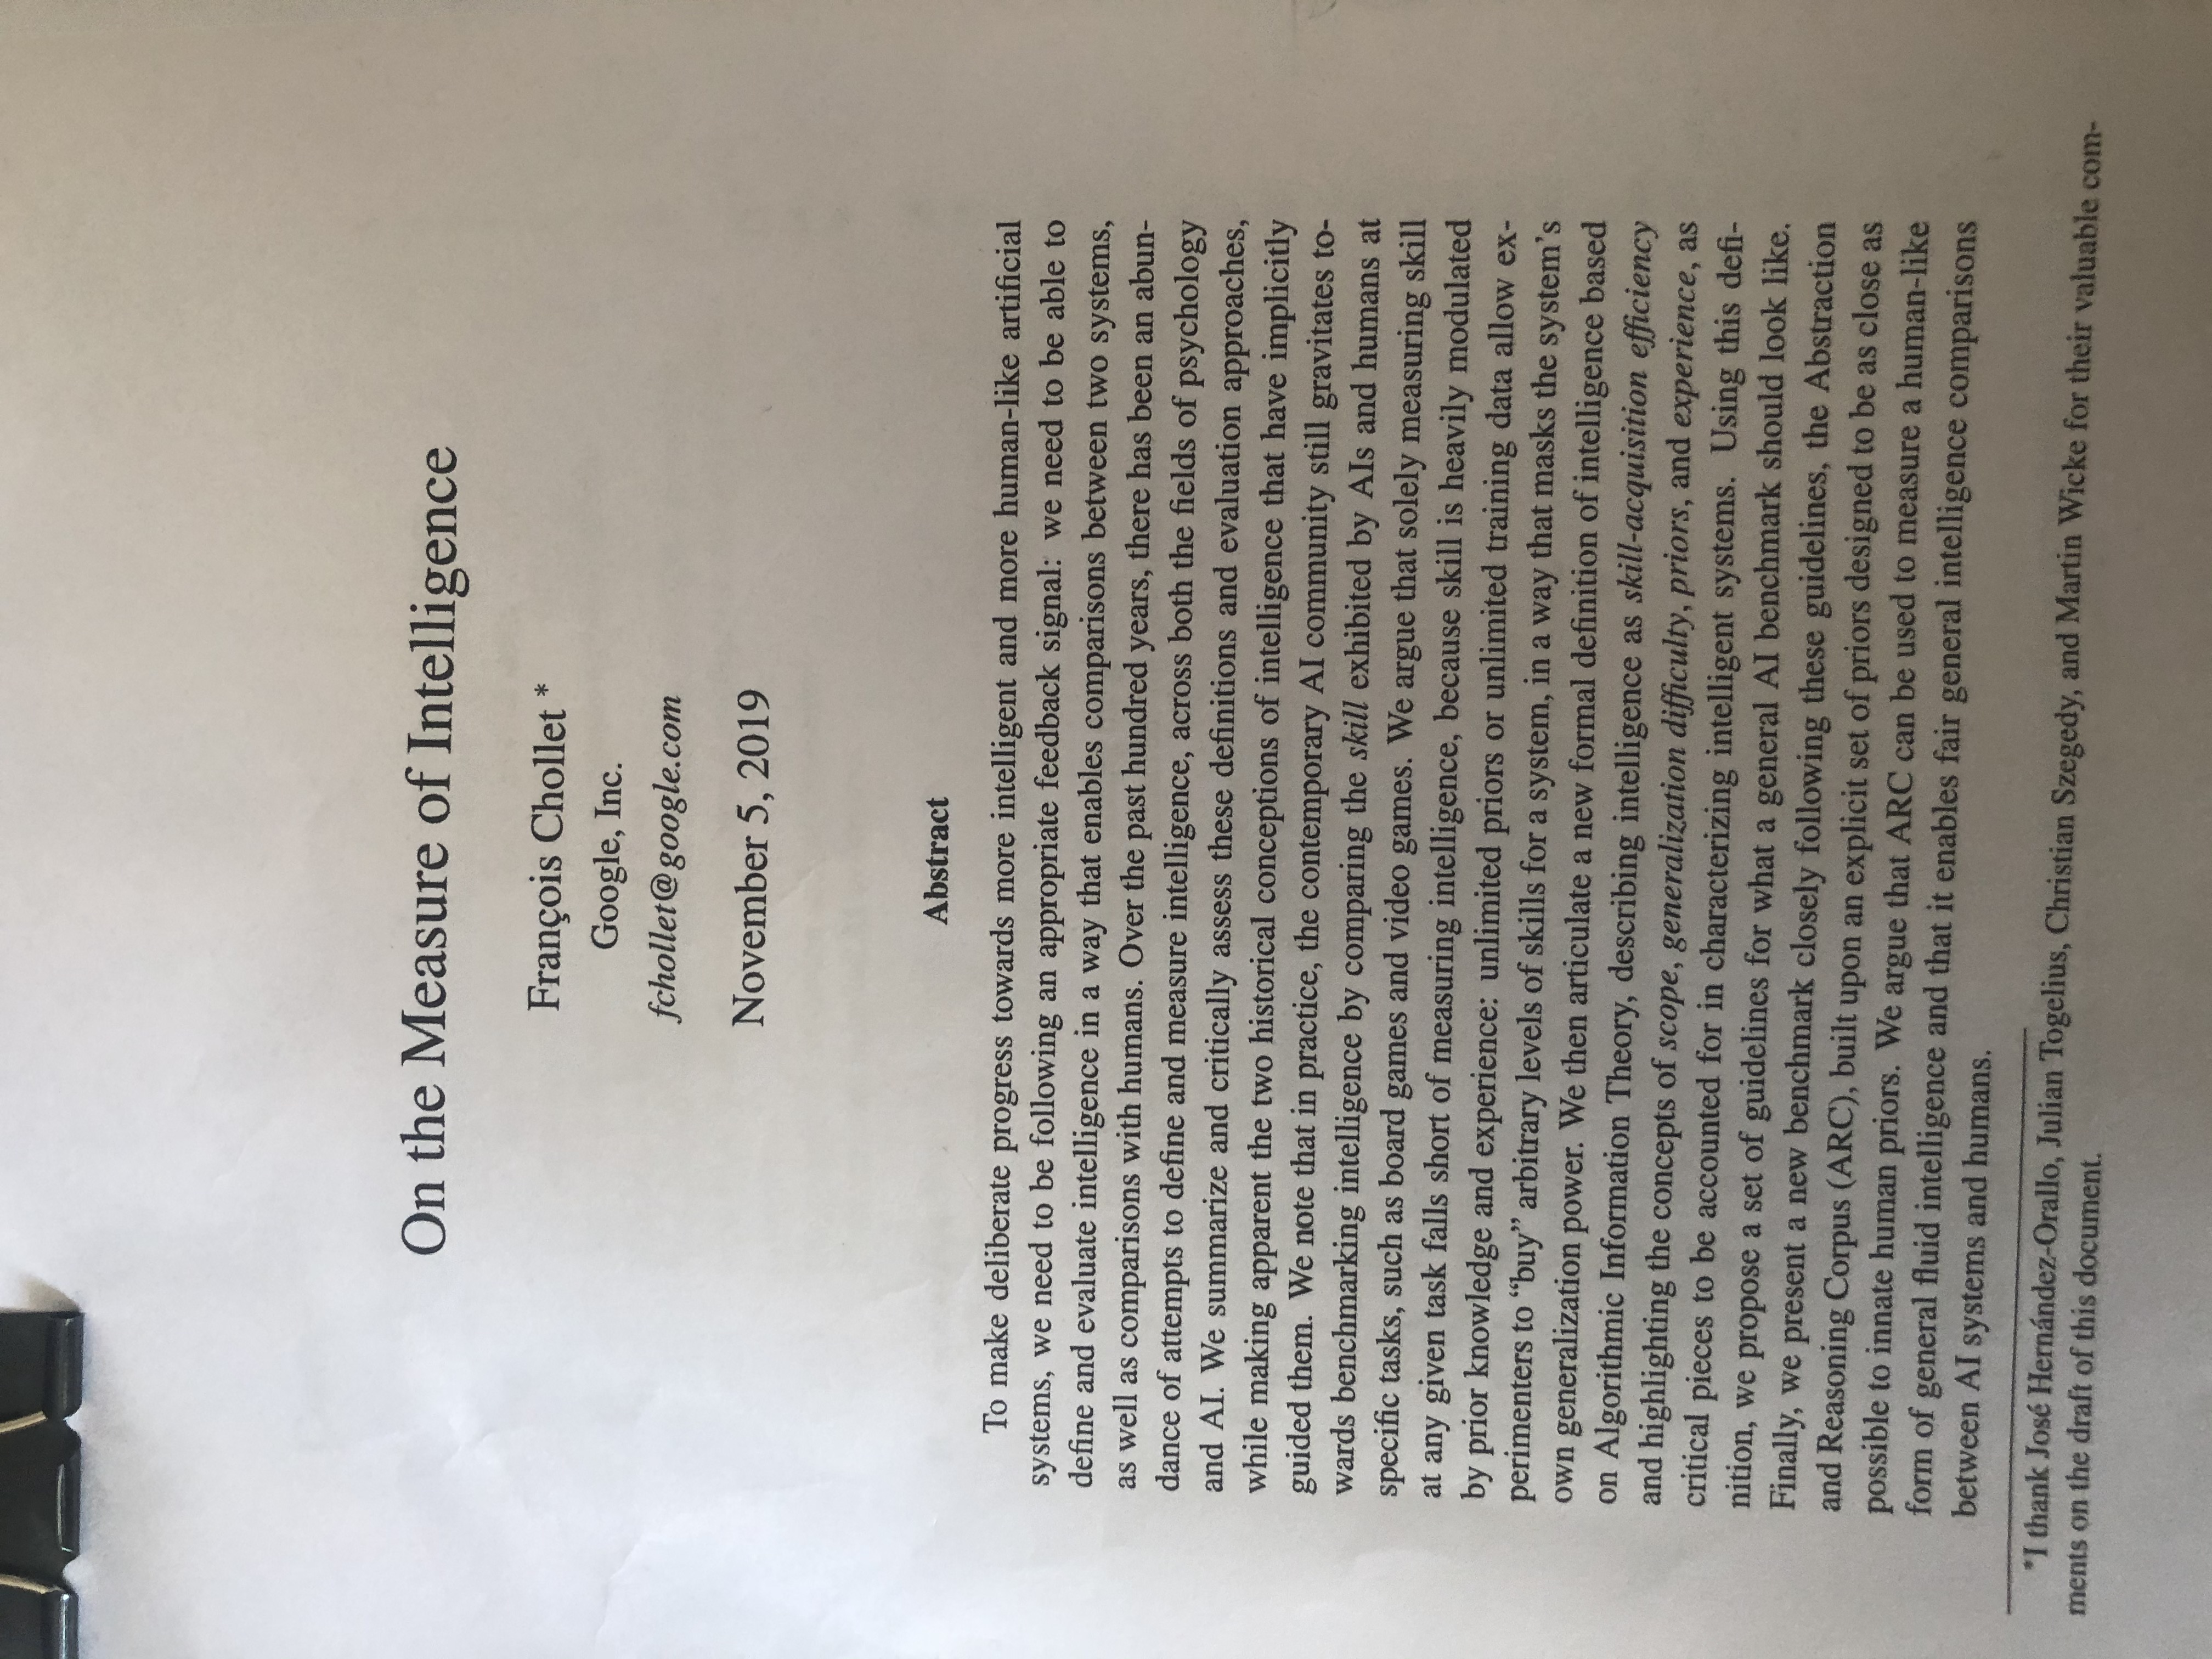 On the Measure of Intelligence
François Chollet *
Google, Inc.
fchollet@google.com
November 5, 2019
Abstract
To make deliberate progress towards more intelligent and more human-like artificial
systems, we need to be following an appropriate feedback signal: we need to be able to
define and evaluate intelligence in a way that enables comparisons between two systems,
as well as comparisons with humans. Over the past hundred years, there has been an abun-
dance of attempts to define and measure intelligence, across both the fields of psychology
and AI. We summarize and critically assess these definitions and evaluation approaches,
while making apparent the two historical conceptions of intelligence that have implicitly
guided them. We note that in practice, the contemporary AI community still gravitates to-
wards benchmarking intelligence by comparing the skill exhibited by AIs and humans at
specific tasks, such as board games and video games. We argue that solely measuring skill
at any given task falls short of measuring intelligence, because skill is heavily modulated
by prior knowledge and experience: unlimited priors or unlimited training data allow ex-
perimenters to “buy” arbitrary levels of skills for a system, in a way that masks the system’s
own generalization power. We then articulate a new formal definition of intelligence based
on Algorithmic Information Theory, describing intelligence as skill-acquisition efficiency
and highlighting the concepts of scope, generalization difficulty, priors, and experience, as
critical pieces to be accounted for in characterizing intelligent systems. Using this defi-
nition, we propose a set of guidelines for what a general AI benchmark should look like.
Finally, we present a new benchmark closely following these guidelines, the Abstraction
and Reasoning Corpus (ARC), built upon an explicit set of priors designed to be as close as
possible to innate human priors. We argue that ARC can be used to measure a human-like
form of general fluid intelligence and that it enables fair general intelligence comparisons
between AI systems and humans.
*I thank José Hernández-Orallo, Julian Togelius, Christian Szegedy, and Martin Wicke for their valuable com-
ments on the draft of this document.